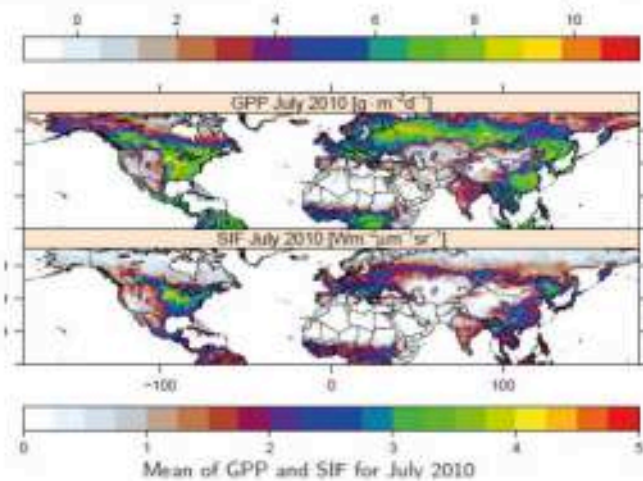 0 2 4 6 8 10
GPP July 2010 [g · m⁻²d⁻¹]
SIF July 2010 [Wm⁻²μm⁻¹sr⁻¹]
−100 0 100
0 1 2 3 4 5
Mean of GPP and SIF for July 2010